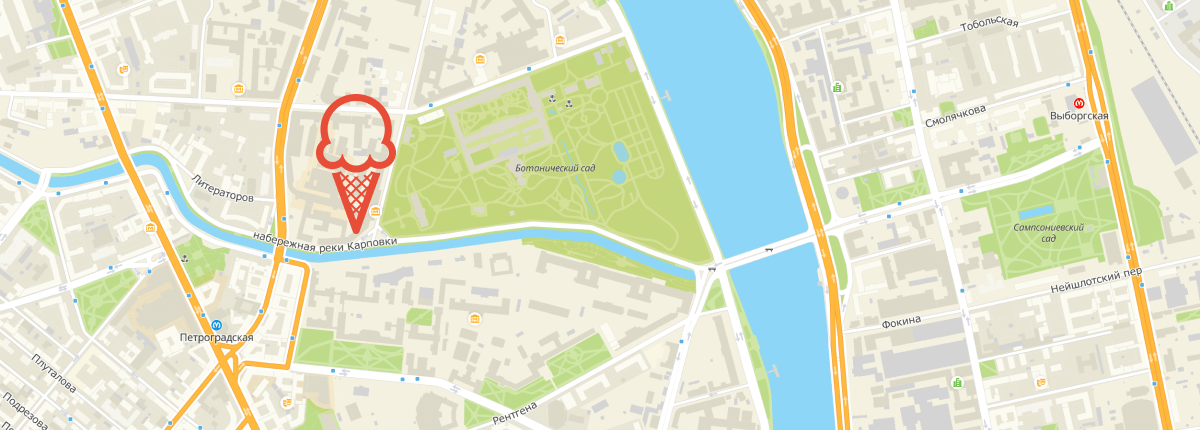 Тобольская
Смолячкова
Выборгская
Ботанический сад
Литераторов
Сампсониевский
сад
набережная реки Карповки
Нейшлотский пер
Фокина
Петроградская
Плуталова
Подрезова
Рентгена